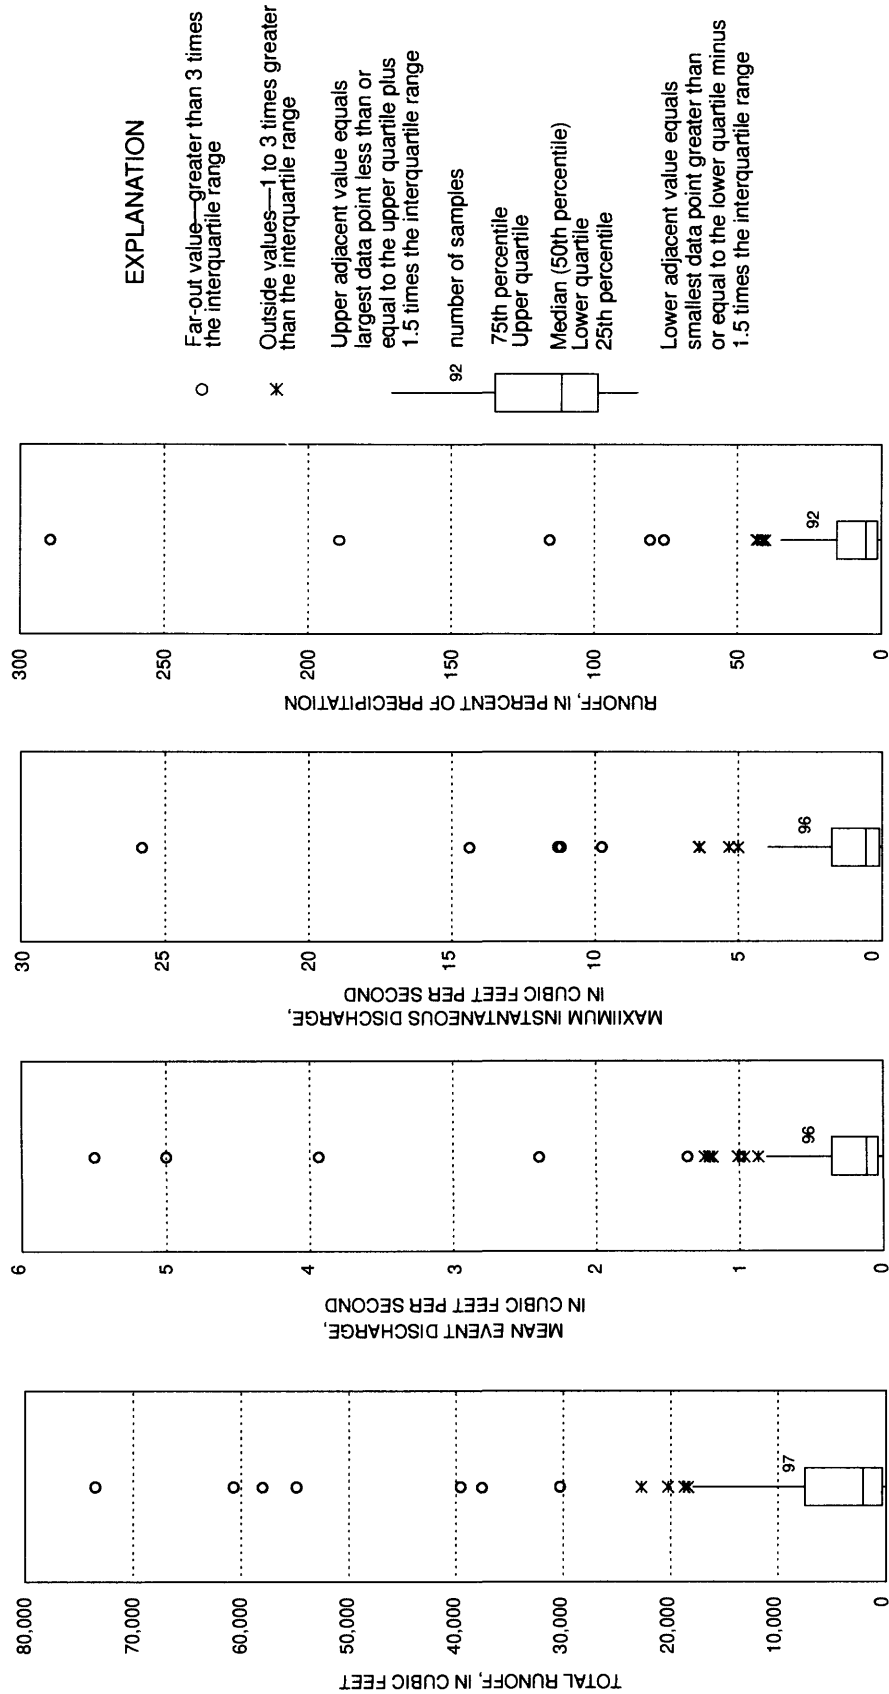 80,000
70,000
60,000
50,000
40,000
30,000
20,000
10,000
0
TOTAL RUNOFF, IN CUBIC FEET
97
6
5
4
3
2
1
0
MEAN EVENT DISCHARGE,
IN CUBIC FEET PER SECOND
96
30
25
20
15
10
5
0
MAXIIMUM INSTANTANEOUS DISCHARGE,
IN CUBIC FEET PER SECOND
96
300
250
200
150
100
50
0
RUNOFF, IN PERCENT OF PRECIPITATION
92
EXPLANATION
Far-out value—greater than 3 times
the interquartile range
Outside values—1 to 3 times greater
than the interquartile range
Upper adjacent value equals
largest data point less than or
equal to the upper quartile plus
1.5 times the interquartile range
92 number of samples
75th percentile
Upper quartile
Median (50th percentile)
Lower quartile
25th percentile
Lower adjacent value equals
smallest data point greater than
or equal to the lower quartile minus
1.5 times the interquartile range